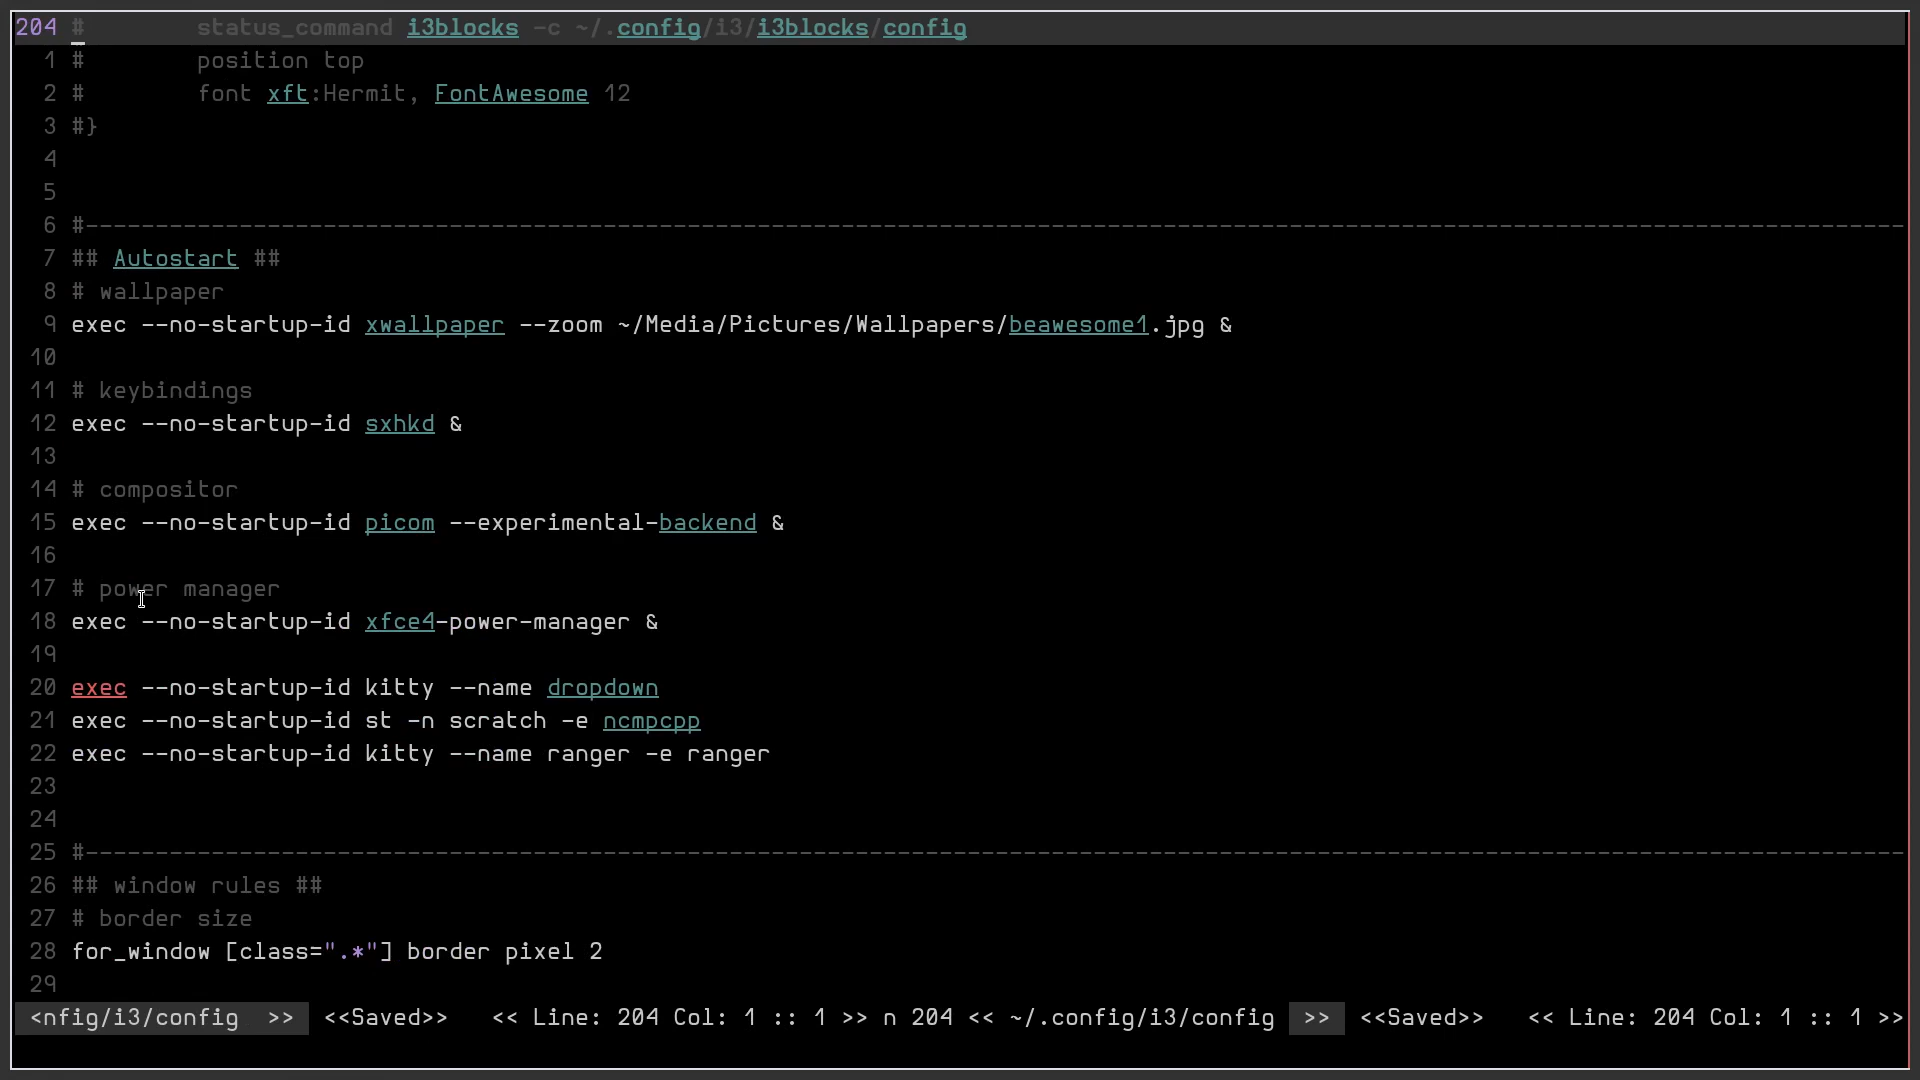 204 #        status_command i3blocks -c ~/.config/i3/i3blocks/config
1 #        position top
2 #        font xft:Hermit, FontAwesome 12
3 #}
4
5
6 #----------------------------------------------------------------------------------------------------------------------------------
7 ## Autostart ##
8 # wallpaper
9 exec --no-startup-id xwallpaper --zoom ~/Media/Pictures/Wallpapers/beawesome1.jpg &
10
11 # keybindings
12 exec --no-startup-id sxhkd &
13
14 # compositor
15 exec --no-startup-id picom --experimental-backend &
16
17 # power manager
18 exec --no-startup-id xfce4-power-manager &
19
20 exec --no-startup-id kitty --name dropdown
21 exec --no-startup-id st -n scratch -e ncmpcpp
22 exec --no-startup-id kitty --name ranger -e ranger
23
24
25 #----------------------------------------------------------------------------------------------------------------------------------
26 ## window rules ##
27 # border size
28 for_window [class=".*"] border pixel 2
29
<nfig/i3/config  >>  <<Saved>>   << Line: 204 Col: 1 :: 1 >> n 204 << ~/.config/i3/config  >>  <<Saved>>   << Line: 204 Col: 1 :: 1 >>